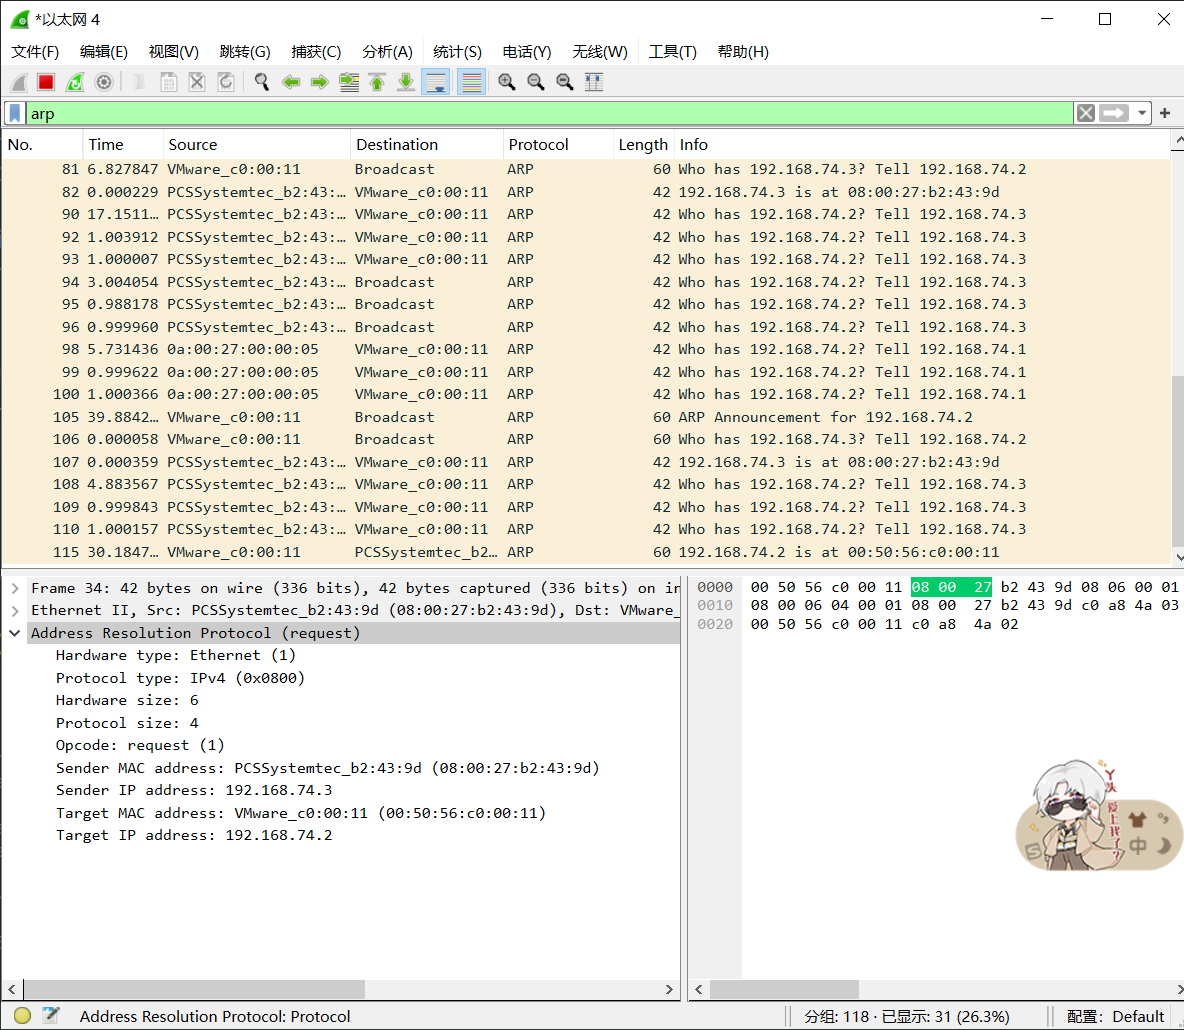 *以太网 4
文件(F) 编辑(E) 视图(V) 跳转(G) 捕获(C) 分析(A) 统计(S) 电话(Y) 无线(W) 工具(T) 帮助(H)
arp
No. Time Source Destination Protocol Length Info
81 6.827847 VMware_c0:00:11 Broadcast ARP 60 Who has 192.168.74.3? Tell 192.168.74.2
82 0.000229 PCSSystemtec_b2:43:… VMware_c0:00:11 ARP 42 192.168.74.3 is at 08:00:27:b2:43:9d
90 17.1511… PCSSystemtec_b2:43:… VMware_c0:00:11 ARP 42 Who has 192.168.74.2? Tell 192.168.74.3
92 1.003912 PCSSystemtec_b2:43:… VMware_c0:00:11 ARP 42 Who has 192.168.74.2? Tell 192.168.74.3
93 1.000007 PCSSystemtec_b2:43:… VMware_c0:00:11 ARP 42 Who has 192.168.74.2? Tell 192.168.74.3
94 3.004054 PCSSystemtec_b2:43:… Broadcast ARP 42 Who has 192.168.74.2? Tell 192.168.74.3
95 0.988178 PCSSystemtec_b2:43:… Broadcast ARP 42 Who has 192.168.74.2? Tell 192.168.74.3
96 0.999960 PCSSystemtec_b2:43:… Broadcast ARP 42 Who has 192.168.74.2? Tell 192.168.74.3
98 5.731436 0a:00:27:00:00:05 VMware_c0:00:11 ARP 42 Who has 192.168.74.2? Tell 192.168.74.1
99 0.999622 0a:00:27:00:00:05 VMware_c0:00:11 ARP 42 Who has 192.168.74.2? Tell 192.168.74.1
100 1.000366 0a:00:27:00:00:05 VMware_c0:00:11 ARP 42 Who has 192.168.74.2? Tell 192.168.74.1
105 39.8842… VMware_c0:00:11 Broadcast ARP 60 ARP Announcement for 192.168.74.2
106 0.000058 VMware_c0:00:11 Broadcast ARP 60 Who has 192.168.74.3? Tell 192.168.74.2
107 0.000359 PCSSystemtec_b2:43:… VMware_c0:00:11 ARP 42 192.168.74.3 is at 08:00:27:b2:43:9d
108 4.883567 PCSSystemtec_b2:43:… VMware_c0:00:11 ARP 42 Who has 192.168.74.2? Tell 192.168.74.3
109 0.999843 PCSSystemtec_b2:43:… VMware_c0:00:11 ARP 42 Who has 192.168.74.2? Tell 192.168.74.3
110 1.000157 PCSSystemtec_b2:43:… VMware_c0:00:11 ARP 42 Who has 192.168.74.2? Tell 192.168.74.3
115 30.1847… VMware_c0:00:11 PCSSystemtec_b2… ARP 60 192.168.74.2 is at 00:50:56:c0:00:11
Frame 34: 42 bytes on wire (336 bits), 42 bytes captured (336 bits) on in
Ethernet II, Src: PCSSystemtec_b2:43:9d (08:00:27:b2:43:9d), Dst: VMware_
Address Resolution Protocol (request)
Hardware type: Ethernet (1)
Protocol type: IPv4 (0x0800)
Hardware size: 6
Protocol size: 4
Opcode: request (1)
Sender MAC address: PCSSystemtec_b2:43:9d (08:00:27:b2:43:9d)
Sender IP address: 192.168.74.3
Target MAC address: VMware_c0:00:11 (00:50:56:c0:00:11)
Target IP address: 192.168.74.2
0000 00 50 56 c0 00 11 08 00 27 b2 43 9d 08 06 00 01
0010 08 00 06 04 00 01 08 00 27 b2 43 9d c0 a8 4a 03
0020 00 50 56 c0 00 11 c0 a8 4a 02
丫头
爱上我了?
S 中
Address Resolution Protocol: Protocol
分组: 118 · 已显示: 31 (26.3%)
配置: Default